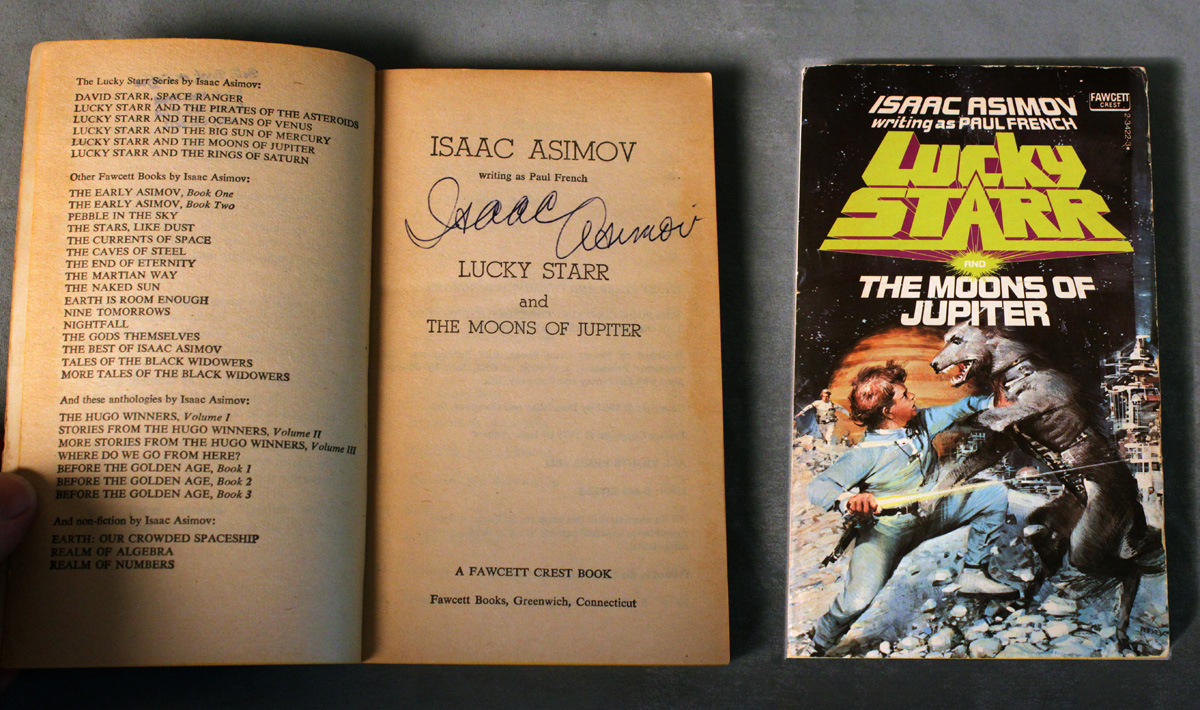 The Lucky Starr Series by Isaac Asimov:
DAVID STARR, SPACE RANGER
LUCKY STARR AND THE PIRATES OF THE ASTEROIDS
LUCKY STARR AND THE OCEANS OF VENUS
LUCKY STARR AND THE BIG SUN OF MERCURY
LUCKY STARR AND THE MOONS OF JUPITER
LUCKY STARR AND THE RINGS OF SATURN
Other Fawcett Books by Isaac Asimov:
THE EARLY ASIMOV, Book One
THE EARLY ASIMOV, Book Two
PEBBLE IN THE SKY
THE STARS, LIKE DUST
THE CURRENTS OF SPACE
THE CAVES OF STEEL
THE END OF ETERNITY
THE MARTIAN WAY
THE NAKED SUN
EARTH IS ROOM ENOUGH
NINE TOMORROWS
NIGHTFALL
THE GODS THEMSELVES
THE BEST OF ISAAC ASIMOV
TALES OF THE BLACK WIDOWERS
MORE TALES OF THE BLACK WIDOWERS
And these anthologies by Isaac Asimov:
THE HUGO WINNERS, Volume I
STORIES FROM THE HUGO WINNERS, Volume II
MORE STORIES FROM THE HUGO WINNERS, Volume III
WHERE DO WE GO FROM HERE?
BEFORE THE GOLDEN AGE, Book 1
BEFORE THE GOLDEN AGE, Book 2
BEFORE THE GOLDEN AGE, Book 3
And non-fiction by Isaac Asimov:
EARTH: OUR CROWDED SPACESHIP
REALM OF ALGEBRA
REALM OF NUMBERS
ISAAC ASIMOV
writing as Paul French
Isaac Asimov
LUCKY STARR
and
THE MOONS OF JUPITER
A FAWCETT CREST BOOK
Fawcett Books, Greenwich, Connecticut
ISAAC ASIMOV
writing as PAUL FRENCH
FAWCETT
CREST
LUCKY
STARR
AND
THE MOONS OF
JUPITER